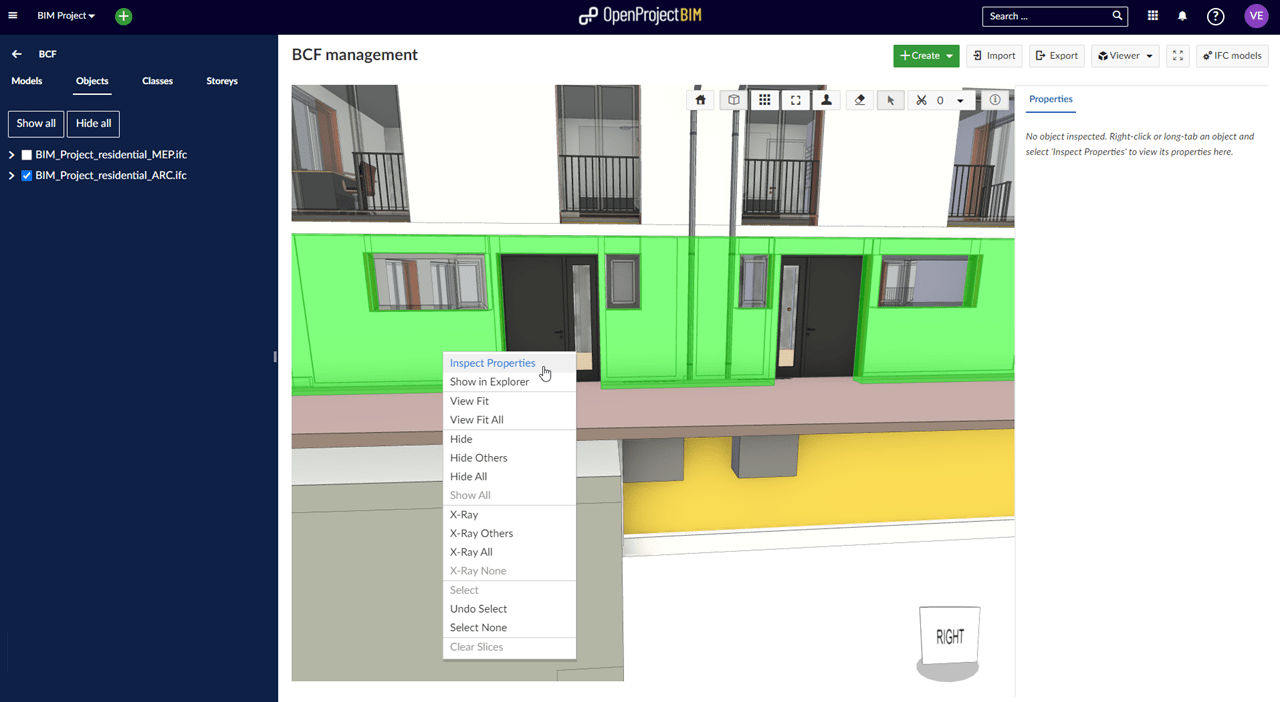 BIM Project
OpenProjectBIM
Search ...
?
VE
BCF
Models
Objects
Classes
Storeys
Show all
Hide all
BIM_Project_residential_MEP.ifc
BIM_Project_residential_ARC.ifc
BCF management
+ Create
Import
Export
Viewer
IFC models
0
Properties
No object inspected. Right-click or long-tab an object and
select 'Inspect Properties' to view its properties here.
Inspect Properties
Show in Explorer
View Fit
View Fit All
Hide
Hide Others
Hide All
Show All
X-Ray
X-Ray Others
X-Ray All
X-Ray None
Select
Undo Select
Select None
Clear Slices
RIGHT